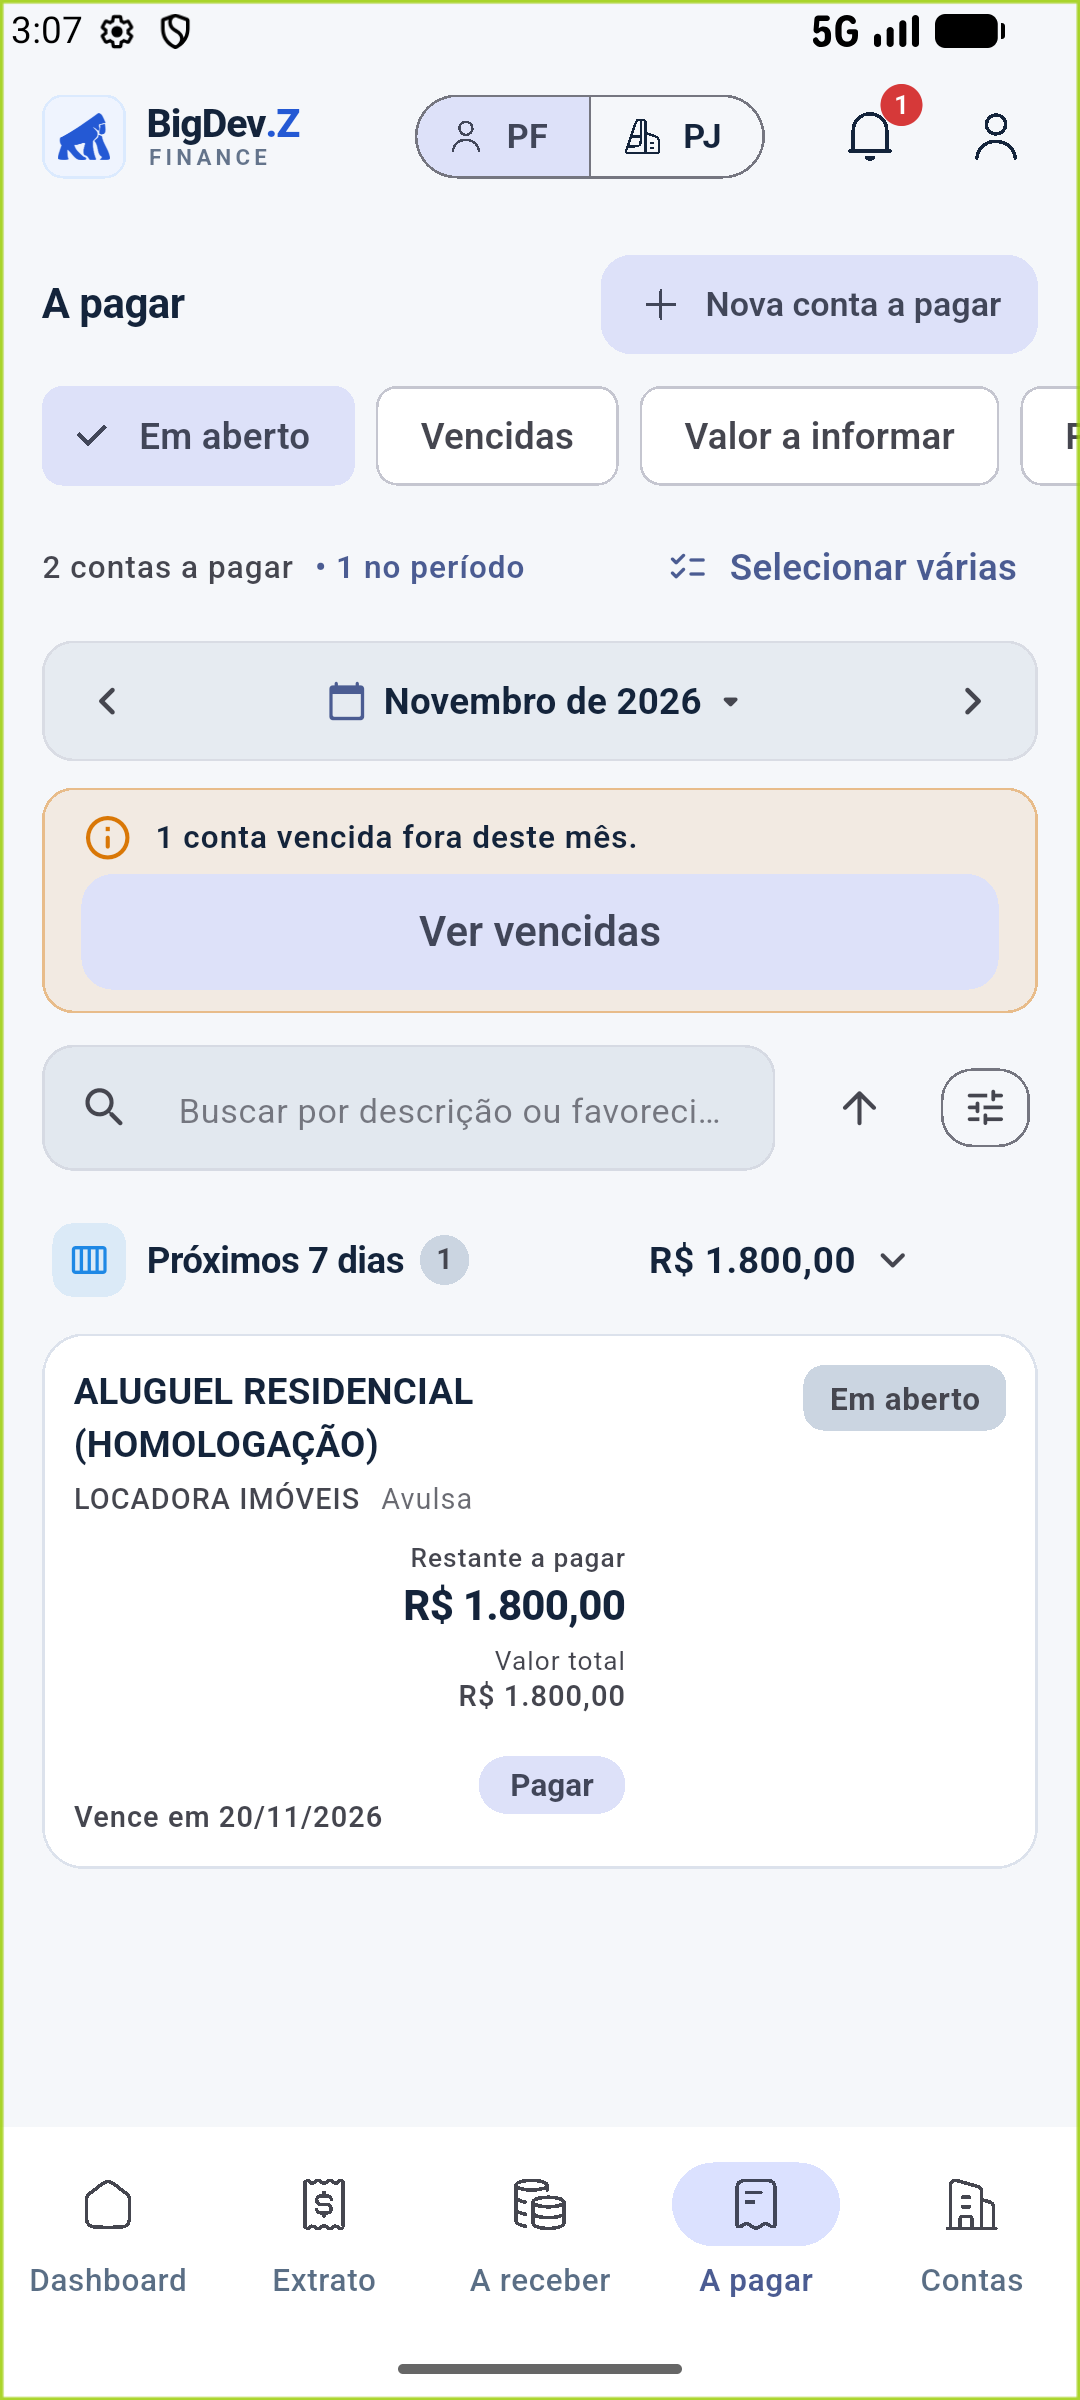 3:07
5G
BigDev.Z
FINANCE
PF
PJ
1
A pagar
Nova conta a pagar
Em aberto
Vencidas
Valor a informar
2 contas a pagar • 1 no período
Selecionar várias
Novembro de 2026
1 conta vencida fora deste mês.
Ver vencidas
Buscar por descrição ou favoreci…
Próximos 7 dias
1
R$ 1.800,00
ALUGUEL RESIDENCIAL
(HOMOLOGAÇÃO)
Em aberto
LOCADORA IMÓVEIS Avulsa
Restante a pagar
R$ 1.800,00
Valor total
R$ 1.800,00
Pagar
Vence em 20/11/2026
Dashboard
Extrato
A receber
A pagar
Contas